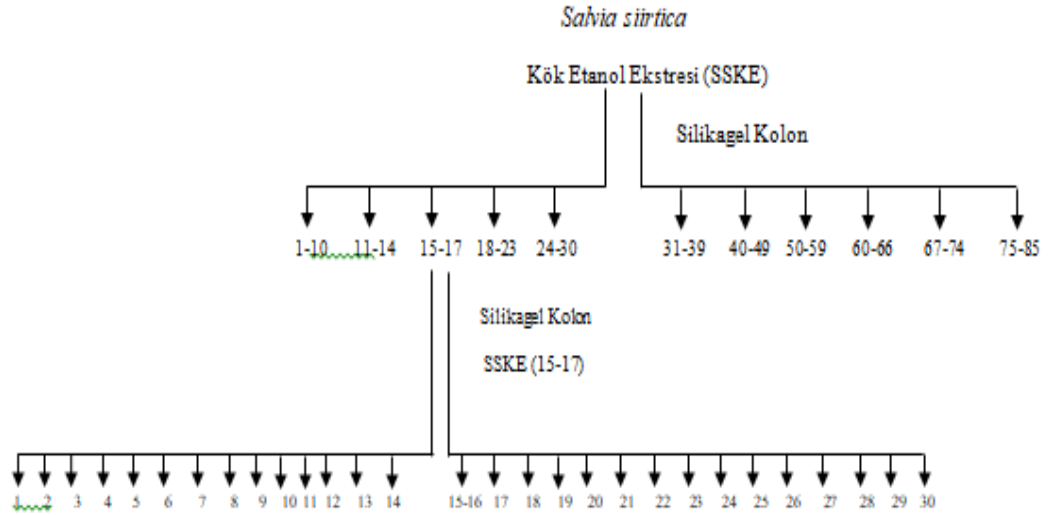 Salvia siirtica
Kök Etanol Ekstresi (SSKE)
Silikagel Kolon
1-10 11-14 15-17 18-23 24-30 31-39 40-49 50-59 60-66 67-74 75-85
Silikagel Kolon
SSKE (15-17)
1 2 3 4 5 6 7 8 9 10 11 12 13 14 15-16 17 18 19 20 21 22 23 24 25 26 27 28 29 30